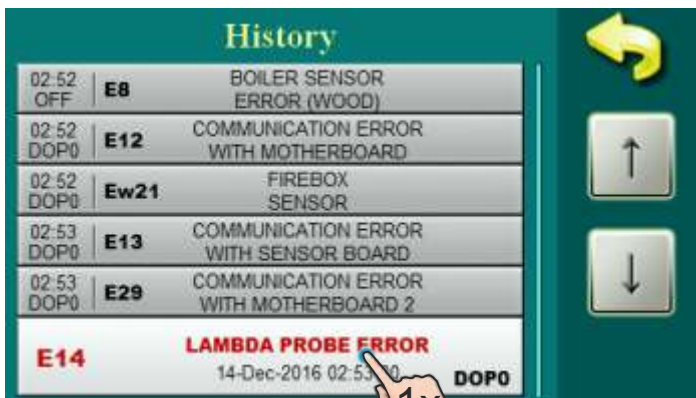 History
02:52 OFF E8 BOILER SENSOR
ERROR (WOOD)
02:52 DOP0 E12 COMMUNICATION ERROR
WITH MOTHERBOARD
02:52 DOP0 Ew21 FIREBOX
SENSOR
02:53 DOP0 E13 COMMUNICATION ERROR
WITH SENSOR BOARD
02:53 DOP0 E29 COMMUNICATION ERROR
WITH MOTHERBOARD 2
E14 LAMBDA PROBE ERROR
14-Dec-2016 02:53 DOP0
1x